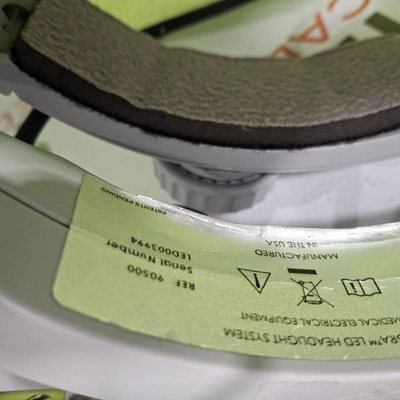 LED HEADLIGHT SYSTEM
MEDICAL ELECTRICAL EQUIPMENT
MANUFACTURED
IN THE USA
REF: 90500
Serial Number
LED003994
PATENTS PENDING